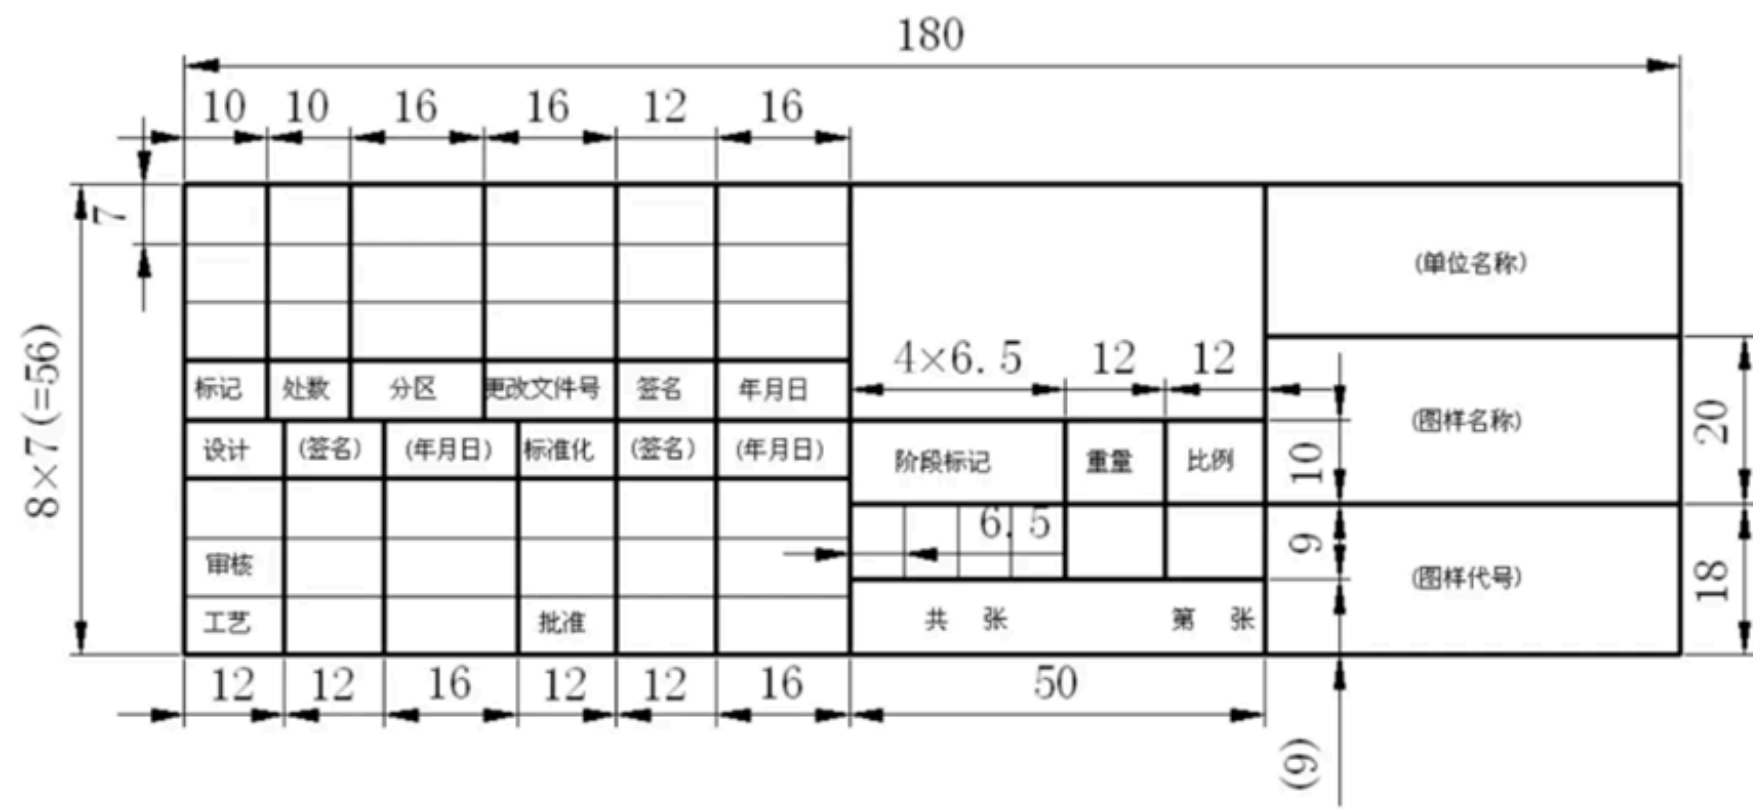 180
10 10 16 16 12 16
7
(单位名称)
8×7(=56)
4×6.5 12 12
标记 处数 分区 更改文件号 签名 年月日
(图样名称)
20
设计 (签名) (年月日) 标准化 (签名) (年月日)
阶段标记 重量 比例 10
6.5
9
审核
(图样代号)
18
工艺 批准
共 张 第 张
12 12 16 12 12 16 50
(9)